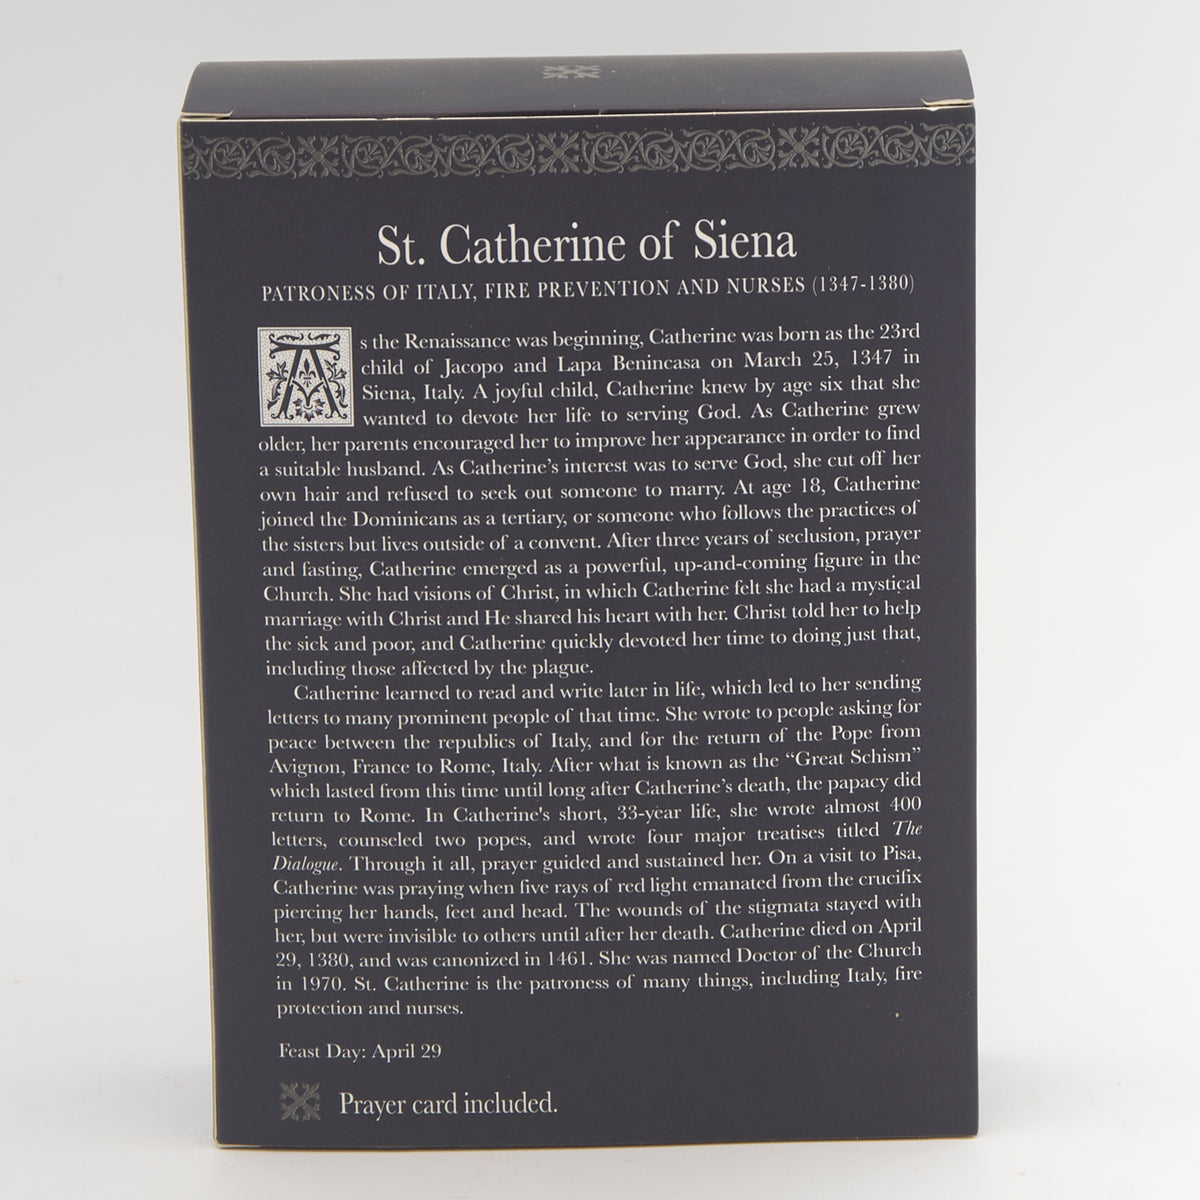 St. Catherine of Siena
PATRONESS OF ITALY, FIRE PREVENTION AND NURSES (1347-1380)
As the Renaissance was beginning, Catherine was born as the 23rd
child of Jacopo and Lapa Benincasa on March 25, 1347 in
Siena, Italy. A joyful child, Catherine knew by age six that she
wanted to devote her life to serving God. As Catherine grew
older, her parents encouraged her to improve her appearance in order to find
a suitable husband. As Catherine’s interest was to serve God, she cut off her
own hair and refused to seek out someone to marry. At age 18, Catherine
joined the Dominicans as a tertiary, or someone who follows the practices of
the sisters but lives outside of a convent. After three years of seclusion, prayer
and fasting, Catherine emerged as a powerful, up-and-coming figure in the
Church. She had visions of Christ, in which Catherine felt she had a mystical
marriage with Christ and He shared his heart with her. Christ told her to help
the sick and poor, and Catherine quickly devoted her time to doing just that,
including those affected by the plague.
Catherine learned to read and write later in life, which led to her sending
letters to many prominent people of that time. She wrote to people asking for
peace between the republics of Italy, and for the return of the Pope from
Avignon, France to Rome, Italy. After what is known as the “Great Schism”
which lasted from this time until long after Catherine’s death, the papacy did
return to Rome. In Catherine's short, 33-year life, she wrote almost 400
letters, counseled two popes, and wrote four major treatises titled The
Dialogue. Through it all, prayer guided and sustained her. On a visit to Pisa,
Catherine was praying when five rays of red light emanated from the crucifix
piercing her hands, feet and head. The wounds of the stigmata stayed with
her, but were invisible to others until after her death. Catherine died on April
29, 1380, and was canonized in 1461. She was named Doctor of the Church
in 1970. St. Catherine is the patroness of many things, including Italy, fire
protection and nurses.
Feast Day: April 29
Prayer card included.